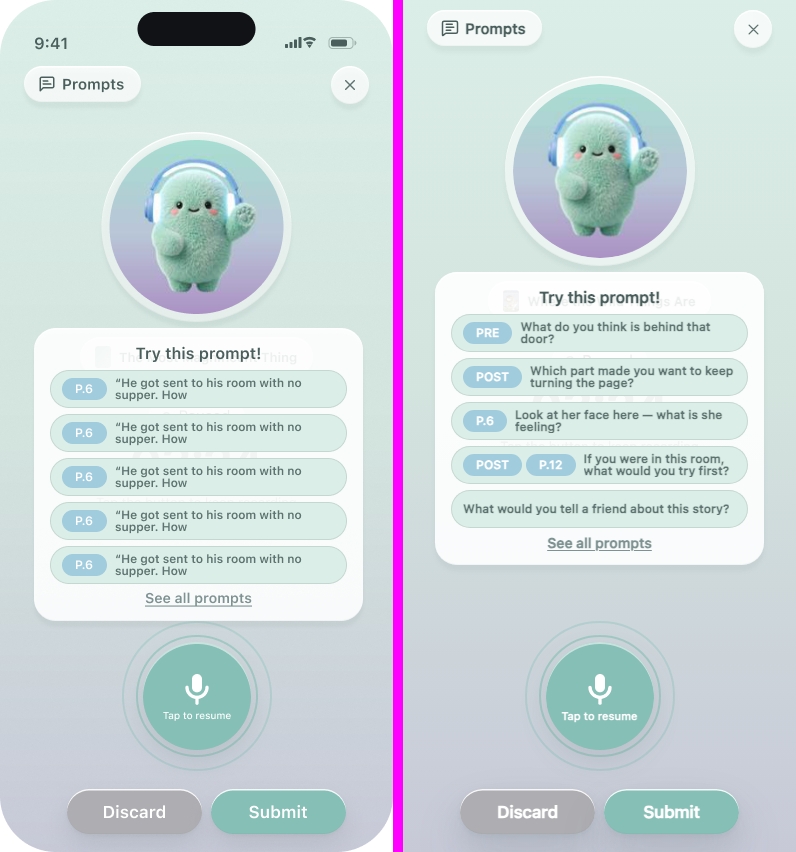 9:41
Prompts
Try this prompt!
P.6 “He got sent to his room with no
supper. How
P.6 “He got sent to his room with no
supper. How
P.6 “He got sent to his room with no
supper. How
P.6 “He got sent to his room with no
supper. How
P.6 “He got sent to his room with no
supper. How
See all prompts
Tap to resume
Discard
Submit
Prompts
Try this prompt!
PRE What do you think is behind that
door?
POST Which part made you want to keep
turning the page?
P.6 Look at her face here — what is she
feeling?
POST P.12 If you were in this room,
what would you try first?
What would you tell a friend about this story?
See all prompts
Tap to resume
Discard
Submit